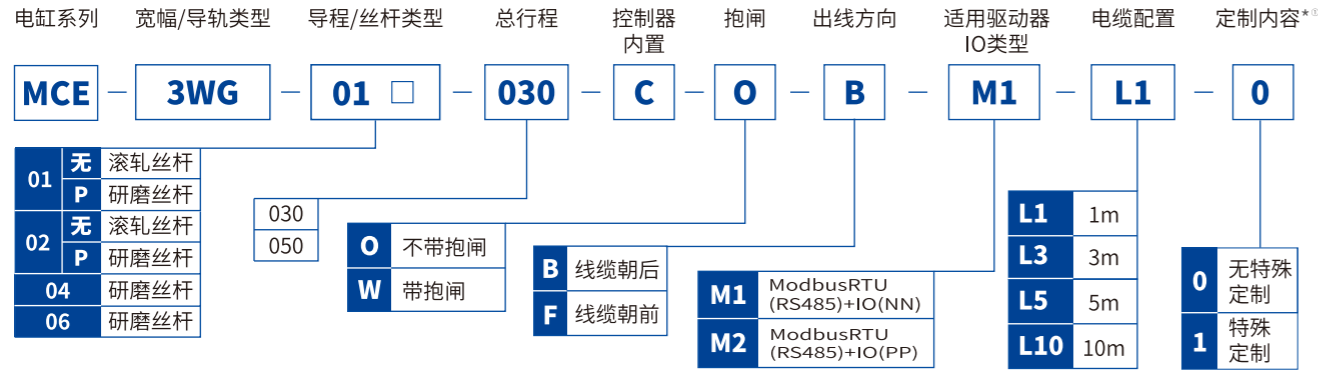 电缸系列 宽幅/导轨类型 导程/丝杆类型 总行程 控制器 抱闸 出线方向 适用驱动器 电缆配置 定制内容*
内置 IO类型
MCE — 3WG — 01 □ — 030 — C — O — B — M1 — L1 — 0
01 无 滚轧丝杆
P 研磨丝杆
02 无 滚轧丝杆
P 研磨丝杆
04 研磨丝杆
06 研磨丝杆
030
050
O 不带抱闸
W 带抱闸
B 线缆朝后
F 线缆朝前
M1 ModbusRTU
(RS485)+IO(NN)
M2 ModbusRTU
(RS485)+IO(PP)
L1 1m
L3 3m
L5 5m
L10 10m
0 无特殊
定制
1 特殊
定制